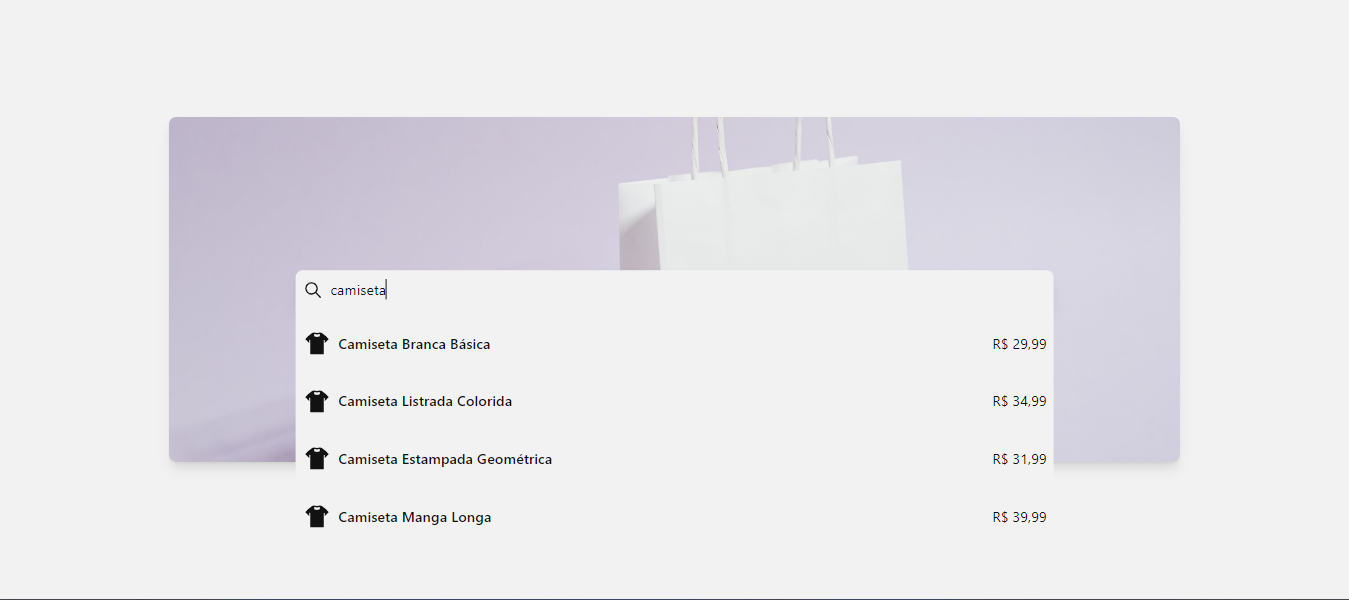 camiseta
Camiseta Branca Básica R$ 29,99
Camiseta Listrada Colorida R$ 34,99
Camiseta Estampada Geométrica R$ 31,99
Camiseta Manga Longa R$ 39,99